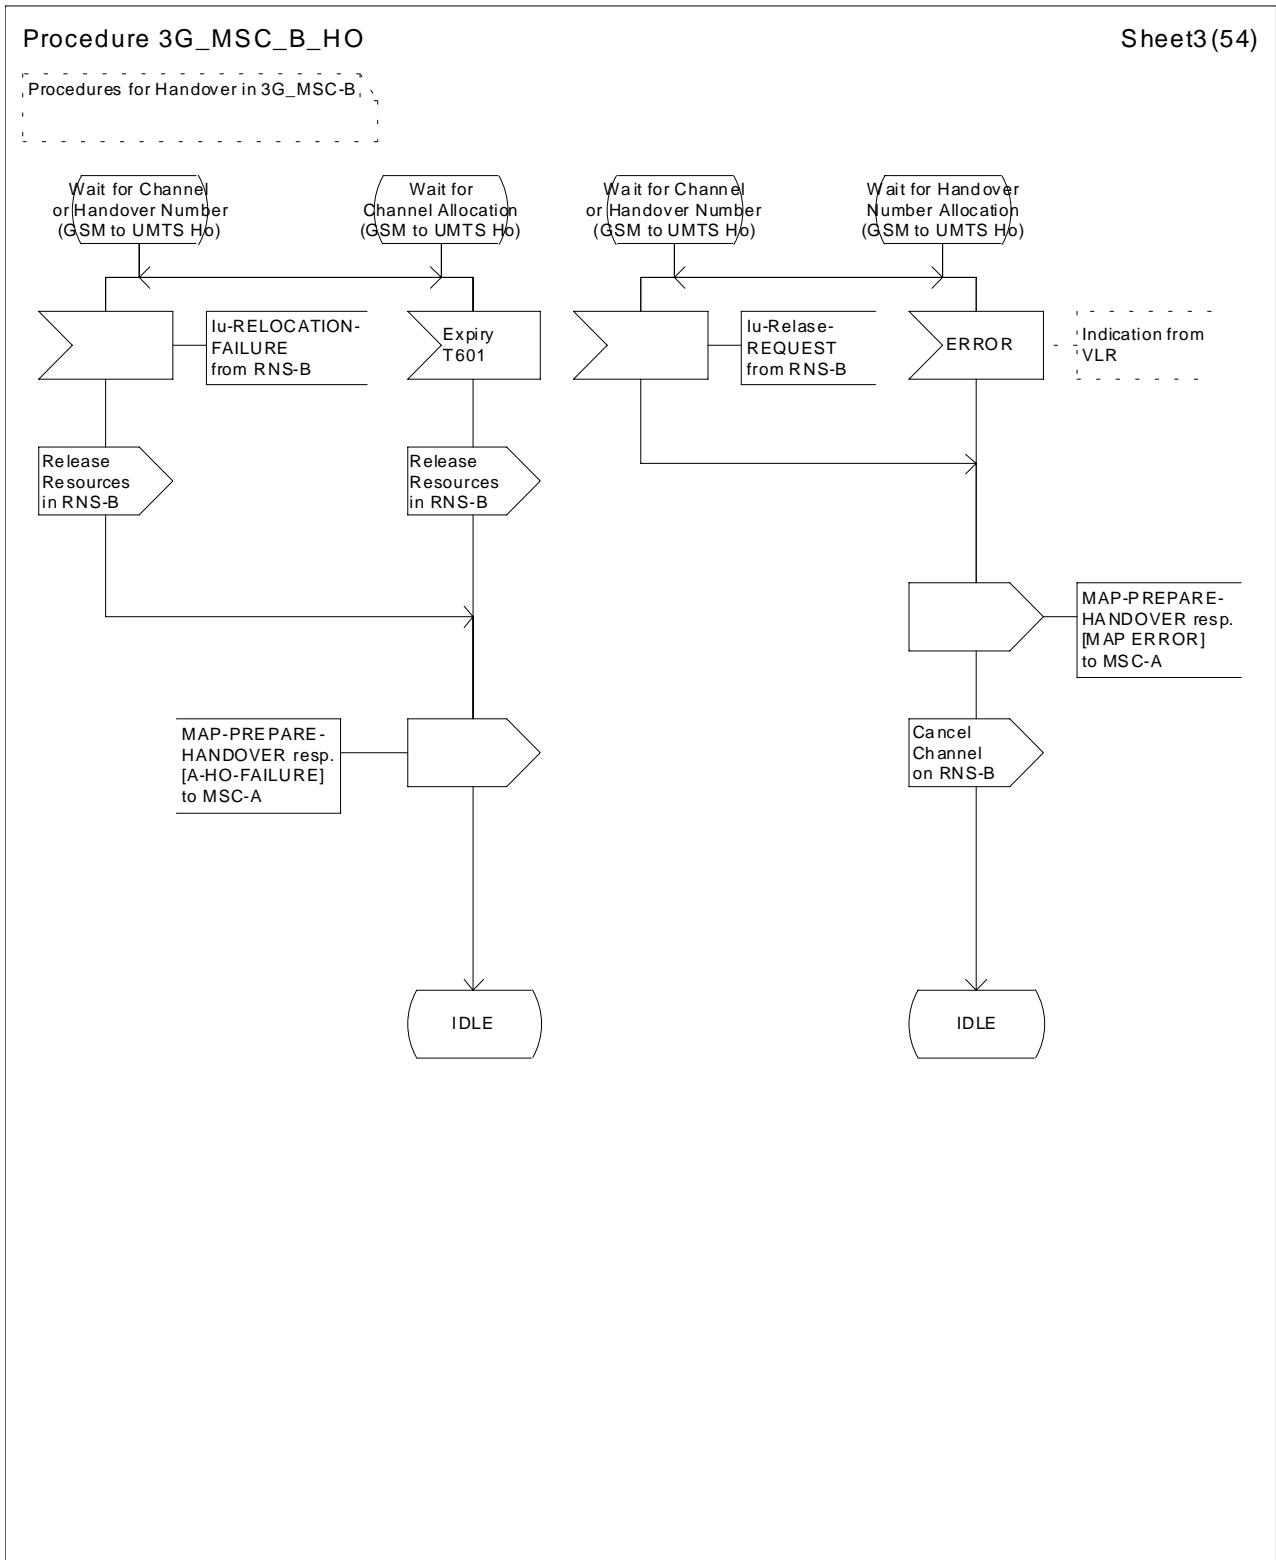 Procedure 3G_MSC_B_HO
Sheet3(54)
Procedures for Handover in 3G_MSC-B
Wait for Channel
or Handover Number
(GSM to UMTS Ho)
Wait for
Channel Allocation
(GSM to UMTS Ho)
Wait for Channel
or Handover Number
(GSM to UMTS Ho)
Wait for Handover
Number Allocation
(GSM to UMTS Ho)
Iu-RELOCATION-
FAILURE
from RNS-B
Expiry
T601
Iu-Relase-
REQUEST
from RNS-B
ERROR
Indication from
VLR
Release
Resources
in RNS-B
Release
Resources
in RNS-B
MAP-PREPARE-
HANDOVER resp.
[MAP ERROR]
to MSC-A
MAP-PREPARE-
HANDOVER resp.
[A-HO-FAILURE]
to MSC-A
Cancel
Channel
on RNS-B
IDLE
IDLE